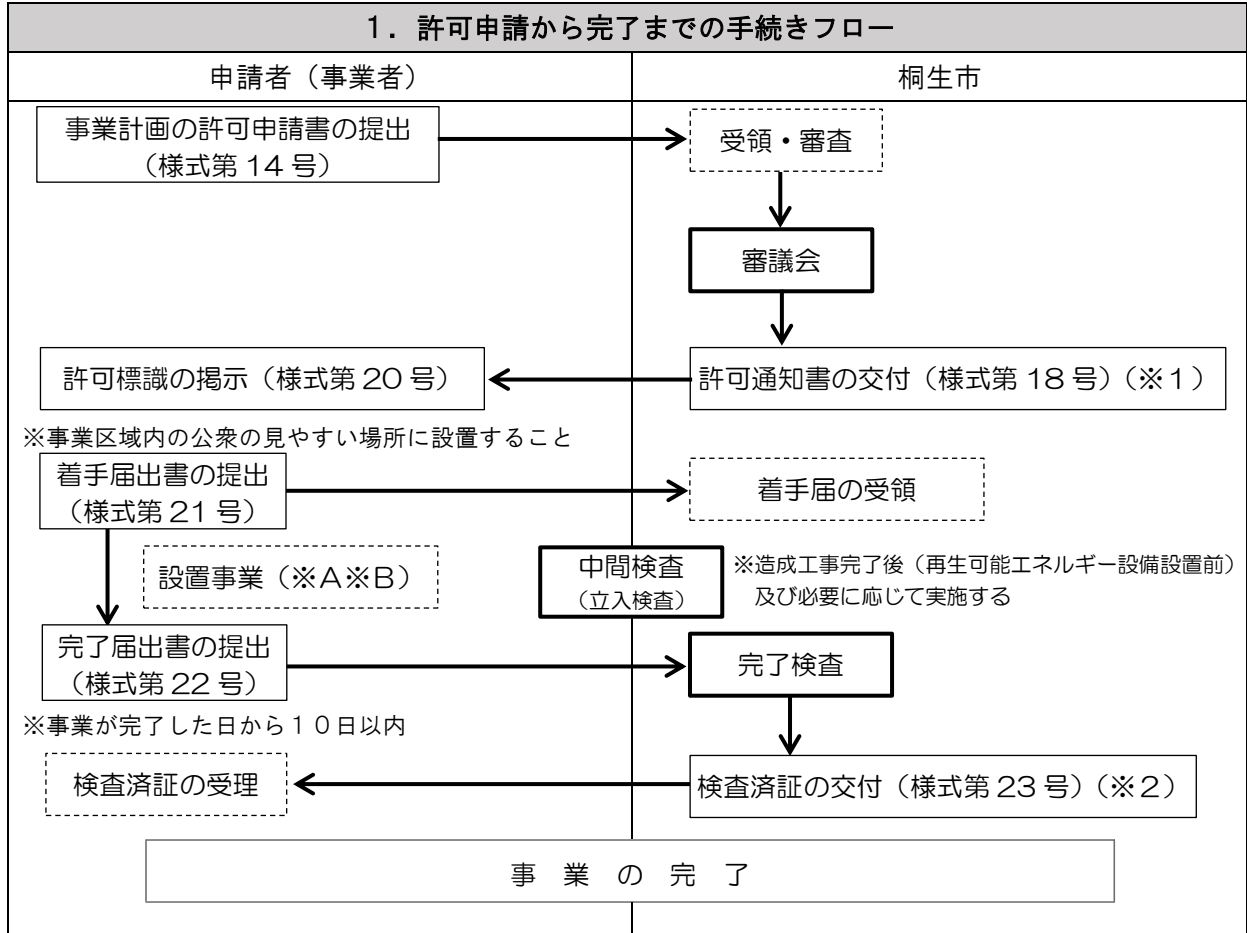 １．許可申請から完了までの手続きフロー
申請者（事業者）
桐生市
事業計画の許可申請書の提出
（様式第 14 号）
受領・審査
審議会
許可標識の掲示（様式第 20 号）
許可通知書の交付（様式第 18 号）（※１）
※事業区域内の公衆の見やすい場所に設置すること
着手届出書の提出
（様式第 21 号）
着手届の受領
設置事業（※Ａ※Ｂ）
中間検査
（立入検査）
※造成工事完了後（再生可能エネルギー設備設置前）
及び必要に応じて実施する
完了届出書の提出
（様式第 22 号）
完了検査
※事業が完了した日から１０日以内
検査済証の受理
検査済証の交付（様式第 23 号）（※２）
事 業 の 完 了